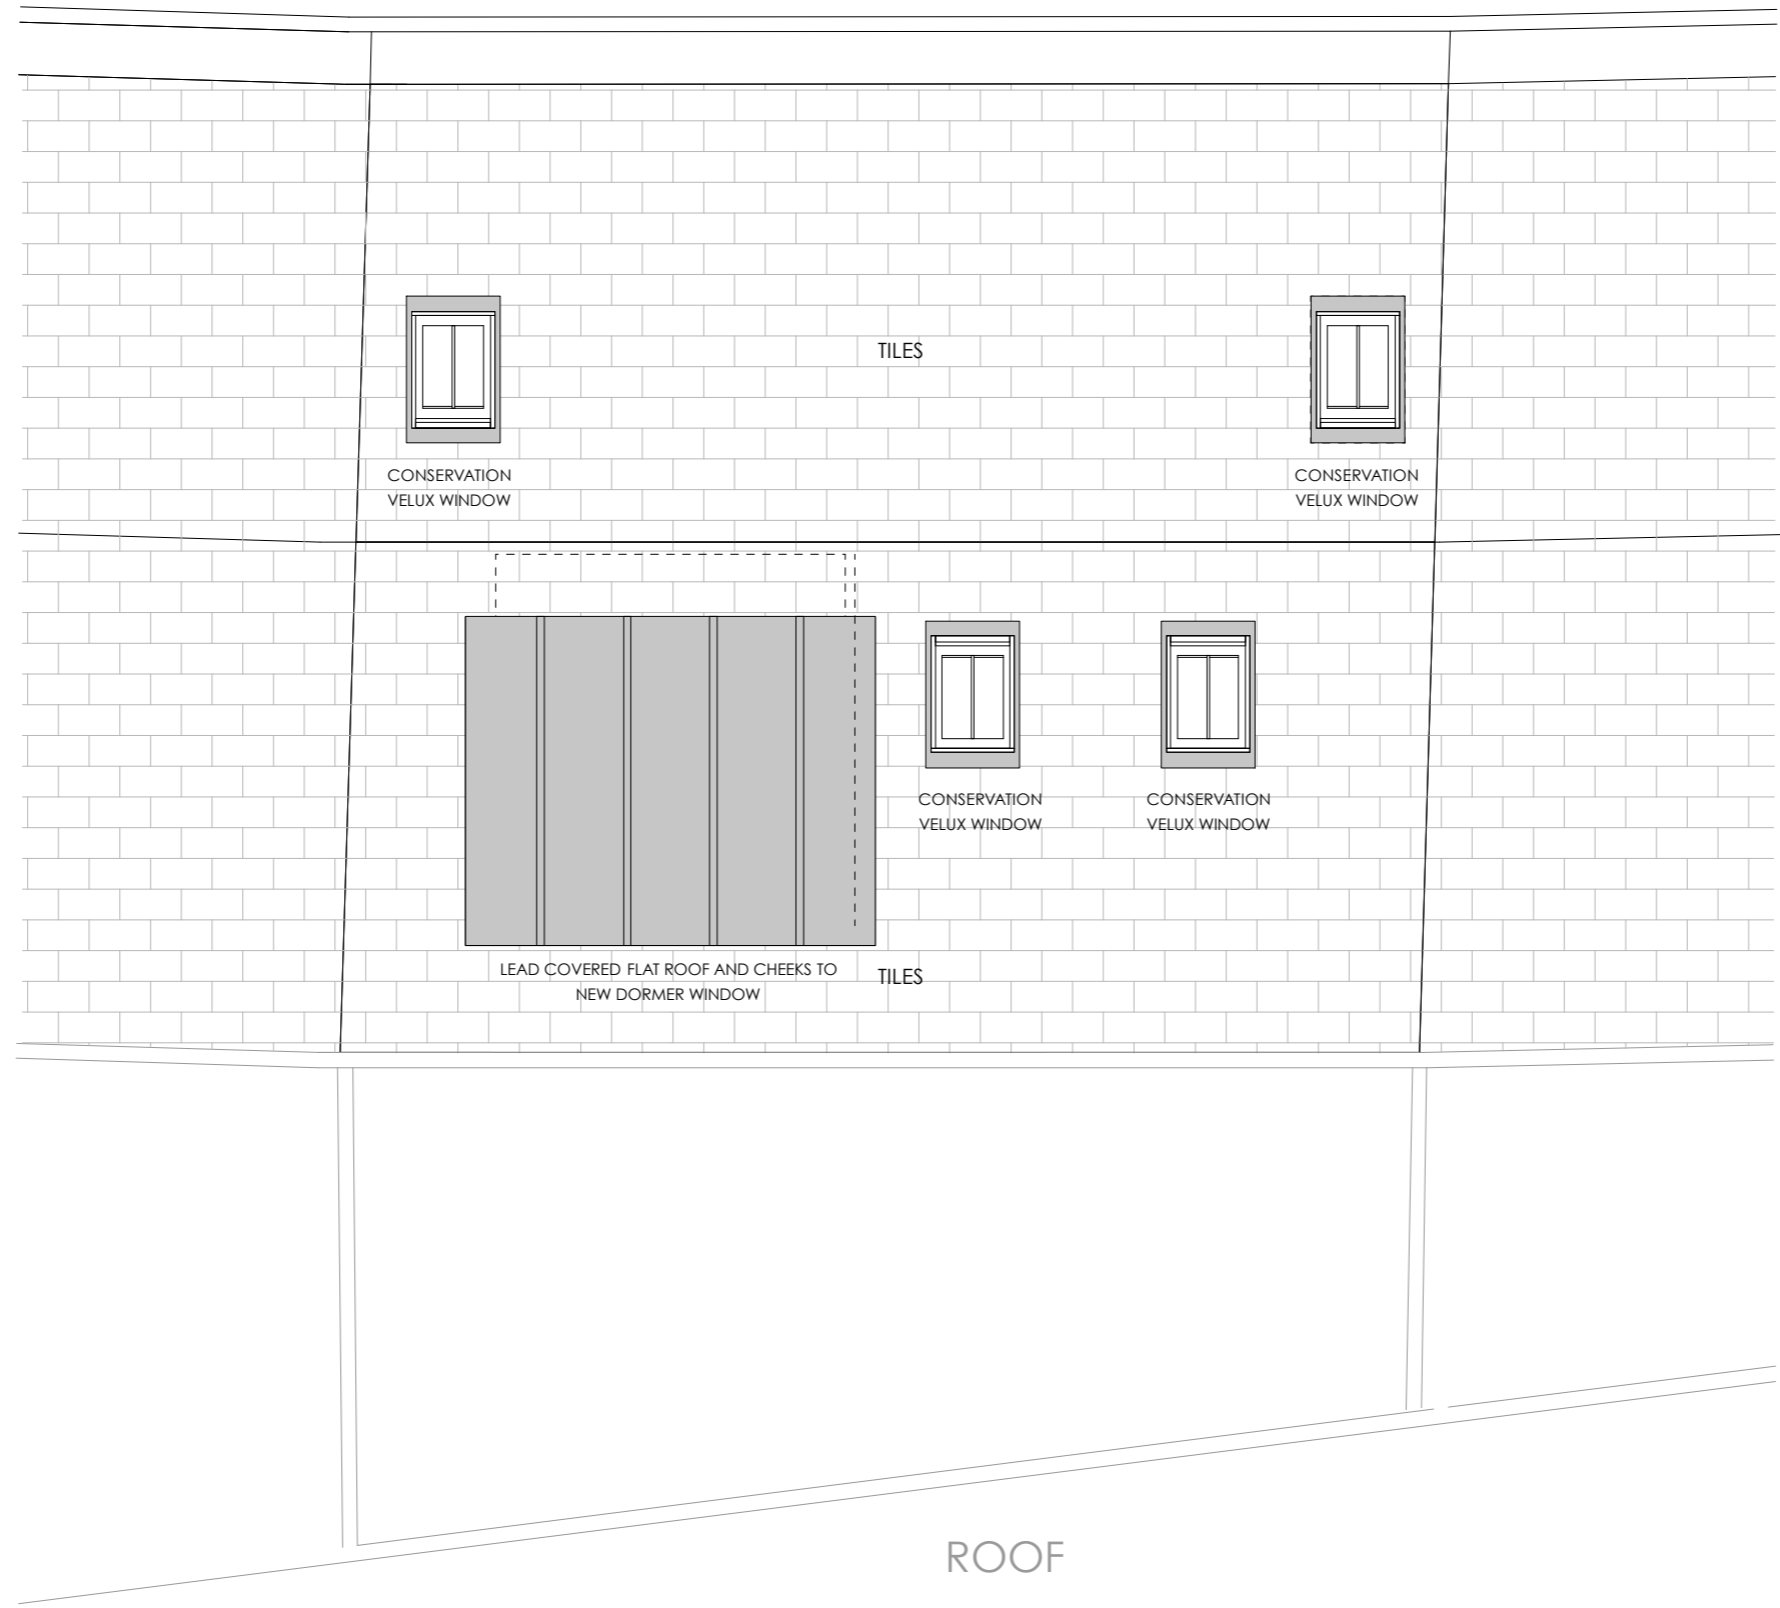 TILES
CONSERVATION
VELUX WINDOW
CONSERVATION
VELUX WINDOW
CONSERVATION
VELUX WINDOW
CONSERVATION
VELUX WINDOW
LEAD COVERED FLAT ROOF AND CHEEKS TO
NEW DORMER WINDOW
TILES
ROOF